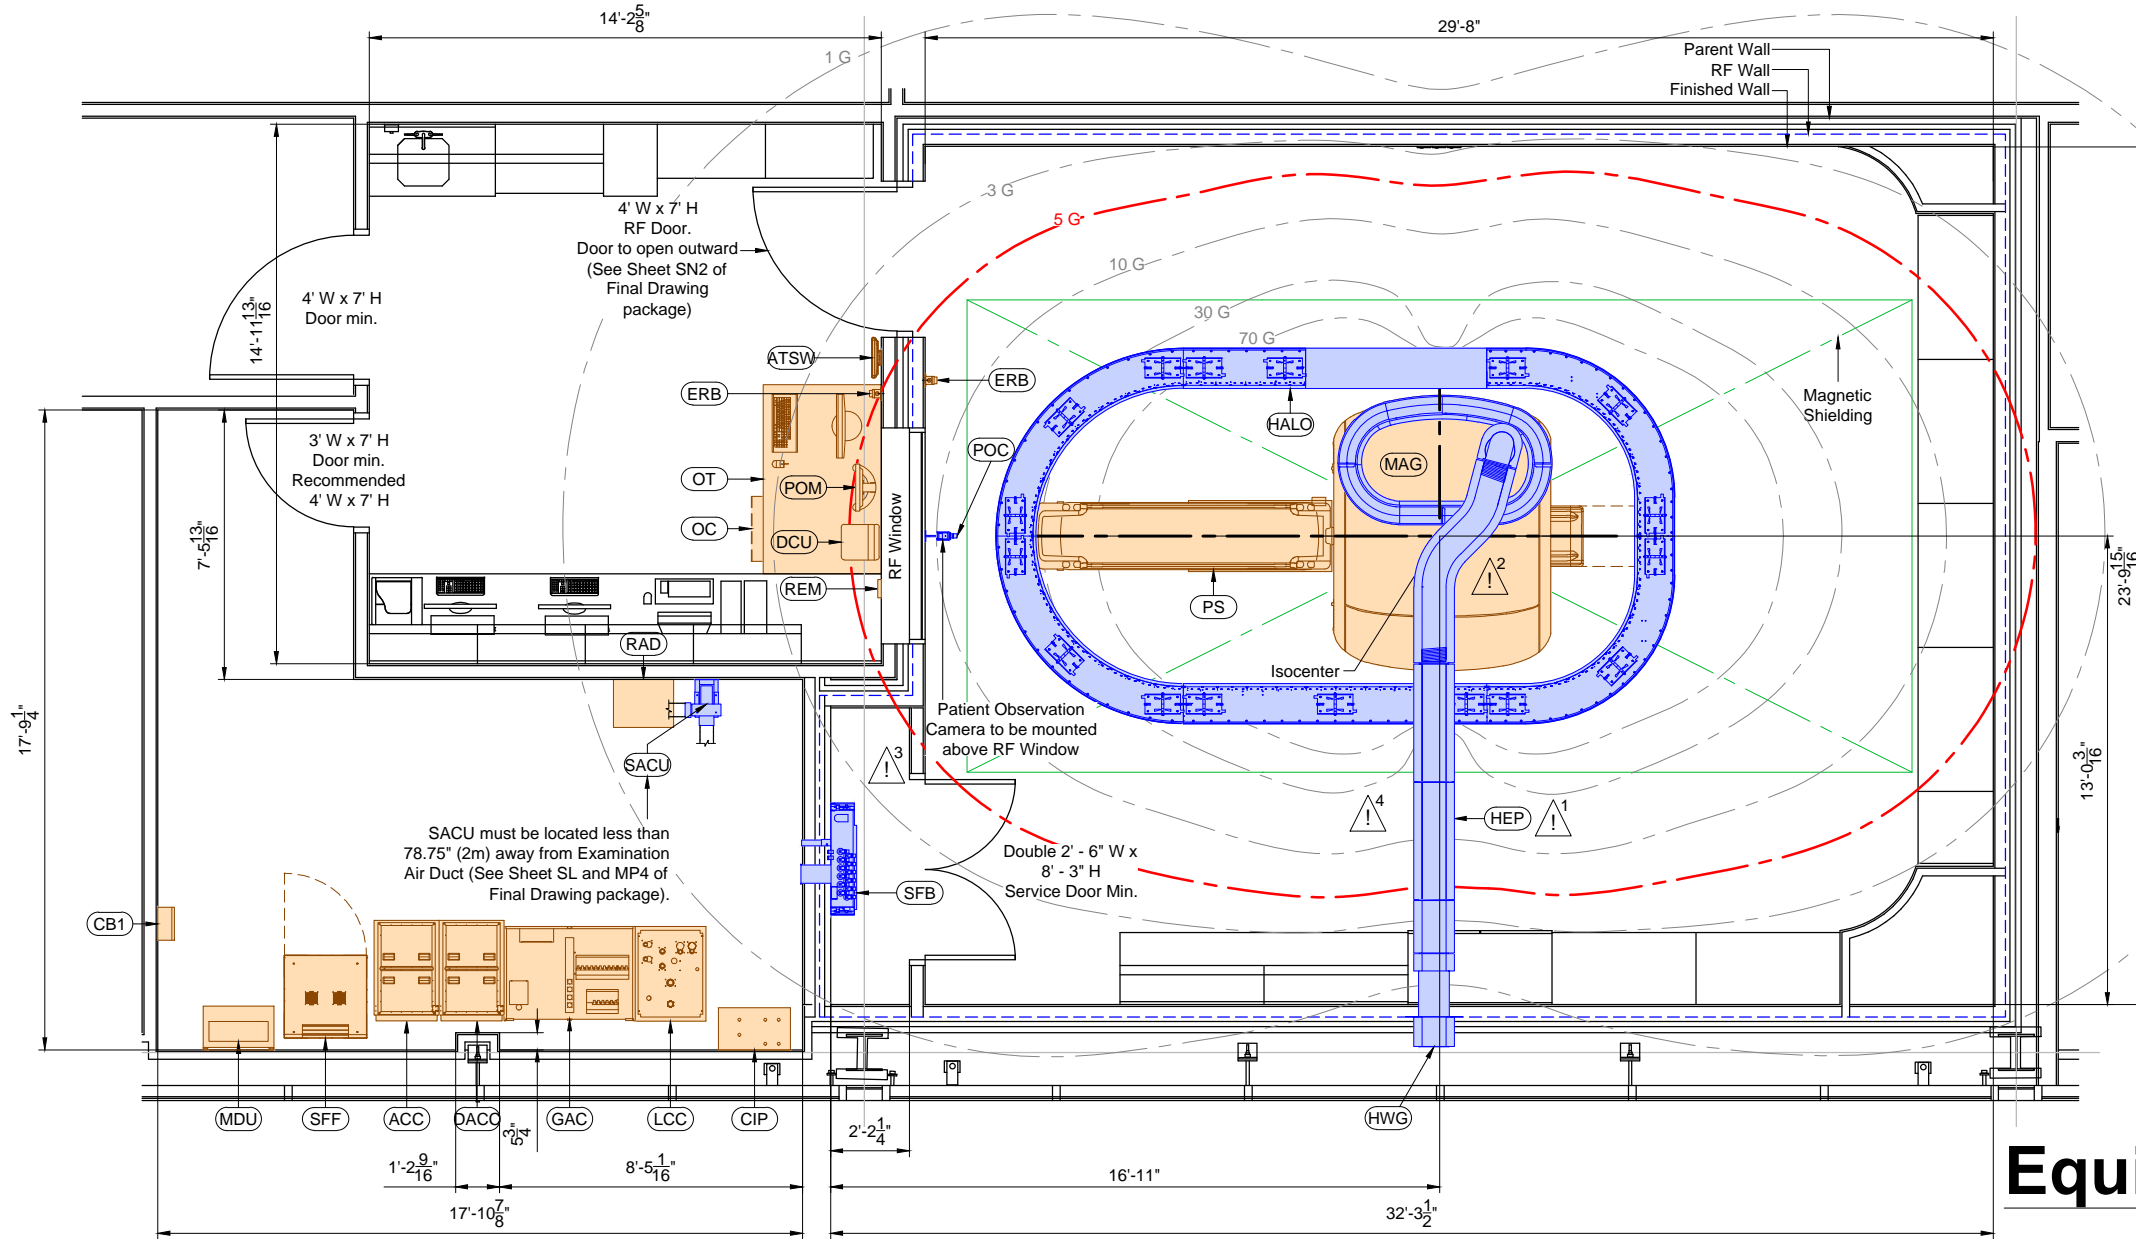 14'-2 5/8"
29'-8"
1 G
Parent Wall
RF Wall
Finished Wall
3 G
5 G
4' W x 7' H
RF Door.
Door to open outward
(See Sheet SN2 of
Final Drawing
package)
10 G
4' W x 7' H
Door min.
14'-11 13/16"
30 G
70 G
ATSW
ERB
ERB
HALO
Magnetic
Shielding
3' W x 7' H
Door min.
Recommended
4' W x 7' H
POC
MAG
OT
POM
OC
DCU
RF Window
7'-5 13/16"
REM
PS
!
2
23'-9 15/16"
RAD
Isocenter
17'-9 1/4"
Patient Observation
Camera to be mounted
above RF Window
SACU
!
3
13'-0 3/16"
SACU must be located less than
78.75" (2m) away from Examination
Air Duct (See Sheet SL and MP4 of
Final Drawing package).
!
4
HEP
!
1
Double 2' - 6" W x
8' - 3" H
Service Door Min.
SFB
CB1
MDU
SFF
ACC
DACC
5 3/4"
GAC
LCC
CIP
HWG
2'-2 1/4"
1'-2 9/16"
8'-5 1/16"
16'-11"
Equi
17'-10 7/8"
32'-3 1/2"